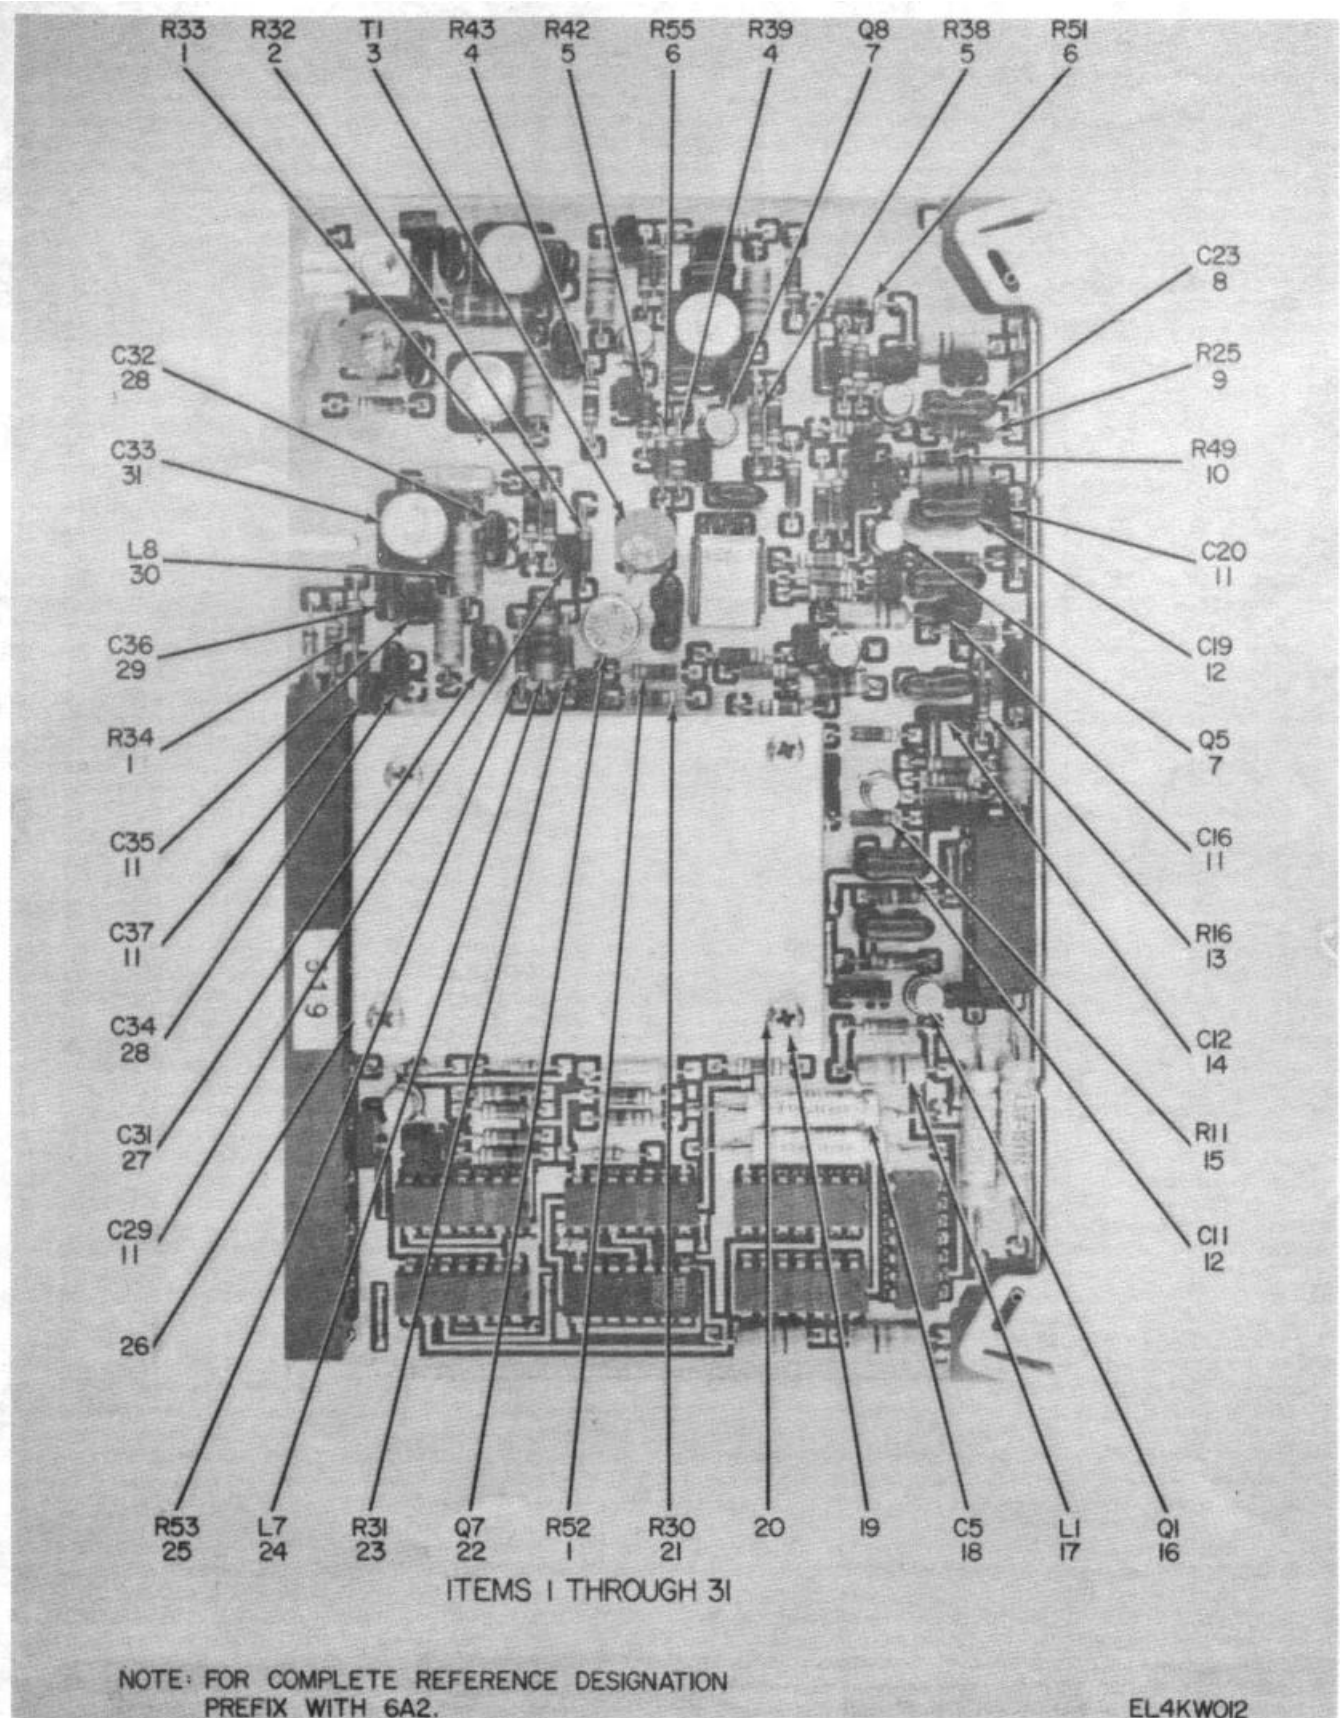 R33 R32 T1 R43 R42 R55 R39 Q8 R38 R51
1 2 3 4 5 6 4 7 5 6
C23
8
C32
28
R25
9
C33
31
R49
10
L8
30
C20
11
C36
29
C19
12
R34
1
Q5
7
C35
11
C16
11
C37
11
R16
13
519
C34
28
C12
14
C31
27
R11
15
C29
11
C11
12
26
R53 L7 R31 Q7 R52 R30 20 19 C5 L1 Q1
25 24 23 22 1 21 18 17 16
ITEMS 1 THROUGH 31
NOTE: FOR COMPLETE REFERENCE DESIGNATION
PREFIX WITH 6A2.
EL4KW012